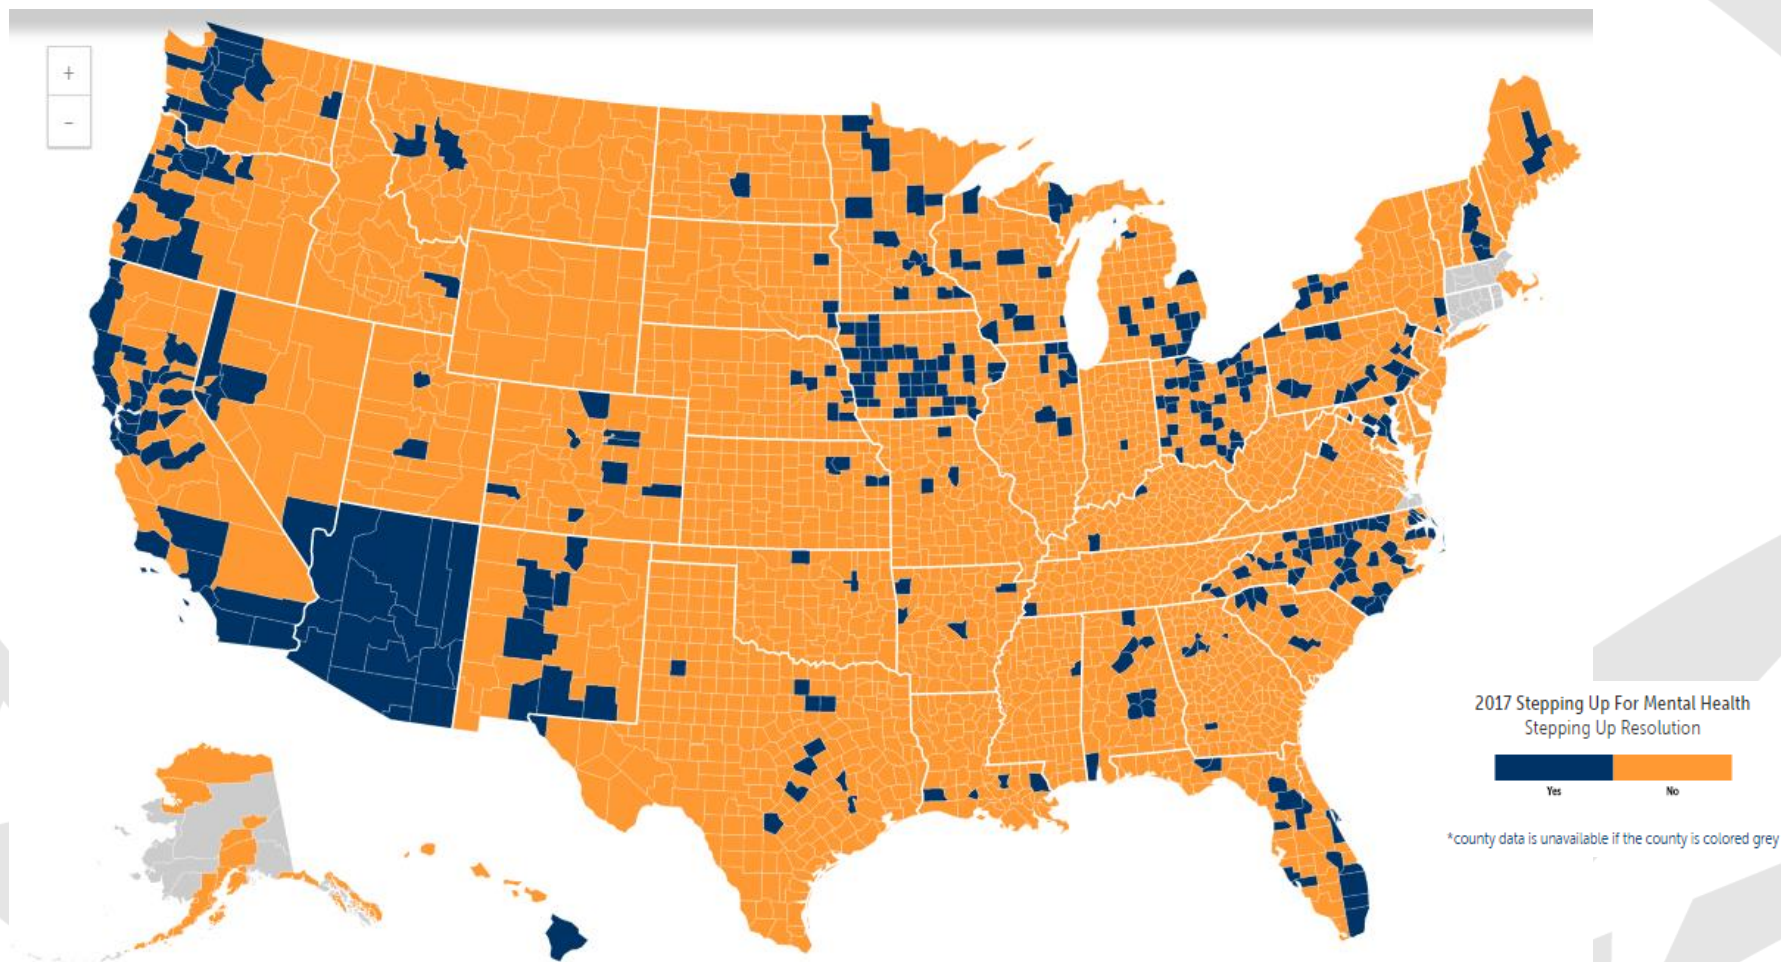 +
-
2017 Stepping Up For Mental Health
Stepping Up Resolution
Yes
No
*county data is unavailable if the county is colored grey